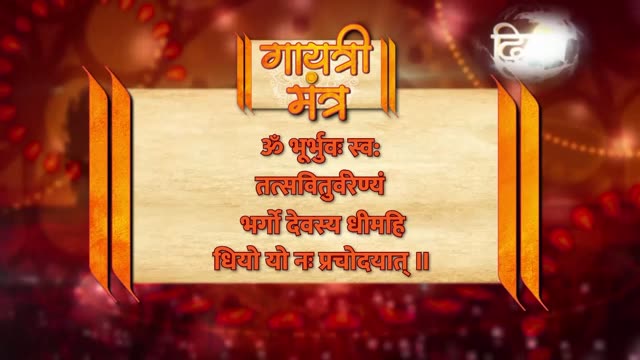 गायत्री
मंत्र
ॐ भूर्भुवः स्वः
तत्सवितुर्वरेण्यं
भर्गो देवस्य धीमहि
धियो यो नः प्रचोदयात् ॥